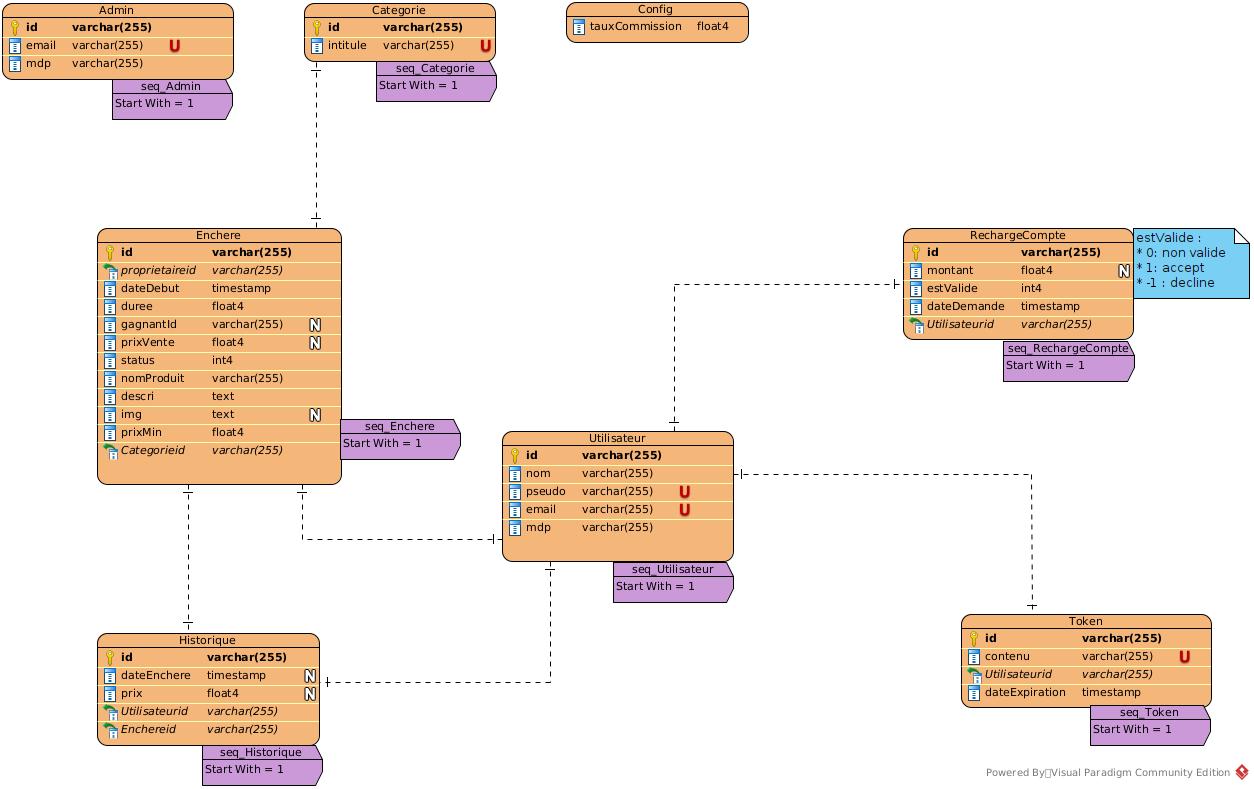 Admin
id varchar(255)
email varchar(255) U
mdp varchar(255)
seq_Admin
Start With = 1
Categorie
id varchar(255)
intitule varchar(255) U
seq_Categorie
Start With = 1
Config
tauxCommission float4
Enchere
id varchar(255)
proprietaireid varchar(255)
dateDebut timestamp
duree float4
gagnantId varchar(255) N
prixVente float4 N
status int4
nomProduit varchar(255)
descri text
img text N
prixMin float4
Categorieid varchar(255)
seq_Enchere
Start With = 1
RechargeCompte
id varchar(255)
montant float4 N
estValide int4
dateDemande timestamp
Utilisateurid varchar(255)
seq_RechargeCompte
Start With = 1
estValide :
* 0: non valide
* 1: accept
* -1 : decline
Utilisateur
id varchar(255)
nom varchar(255)
pseudo varchar(255) U
email varchar(255) U
mdp varchar(255)
seq_Utilisateur
Start With = 1
Historique
id varchar(255)
dateEnchere timestamp N
prix float4 N
Utilisateurid varchar(255)
Enchereid varchar(255)
seq_Historique
Start With = 1
Token
id varchar(255)
contenu varchar(255) U
Utilisateurid varchar(255)
dateExpiration timestamp
seq_Token
Start With = 1
Powered By Visual Paradigm Community Edition